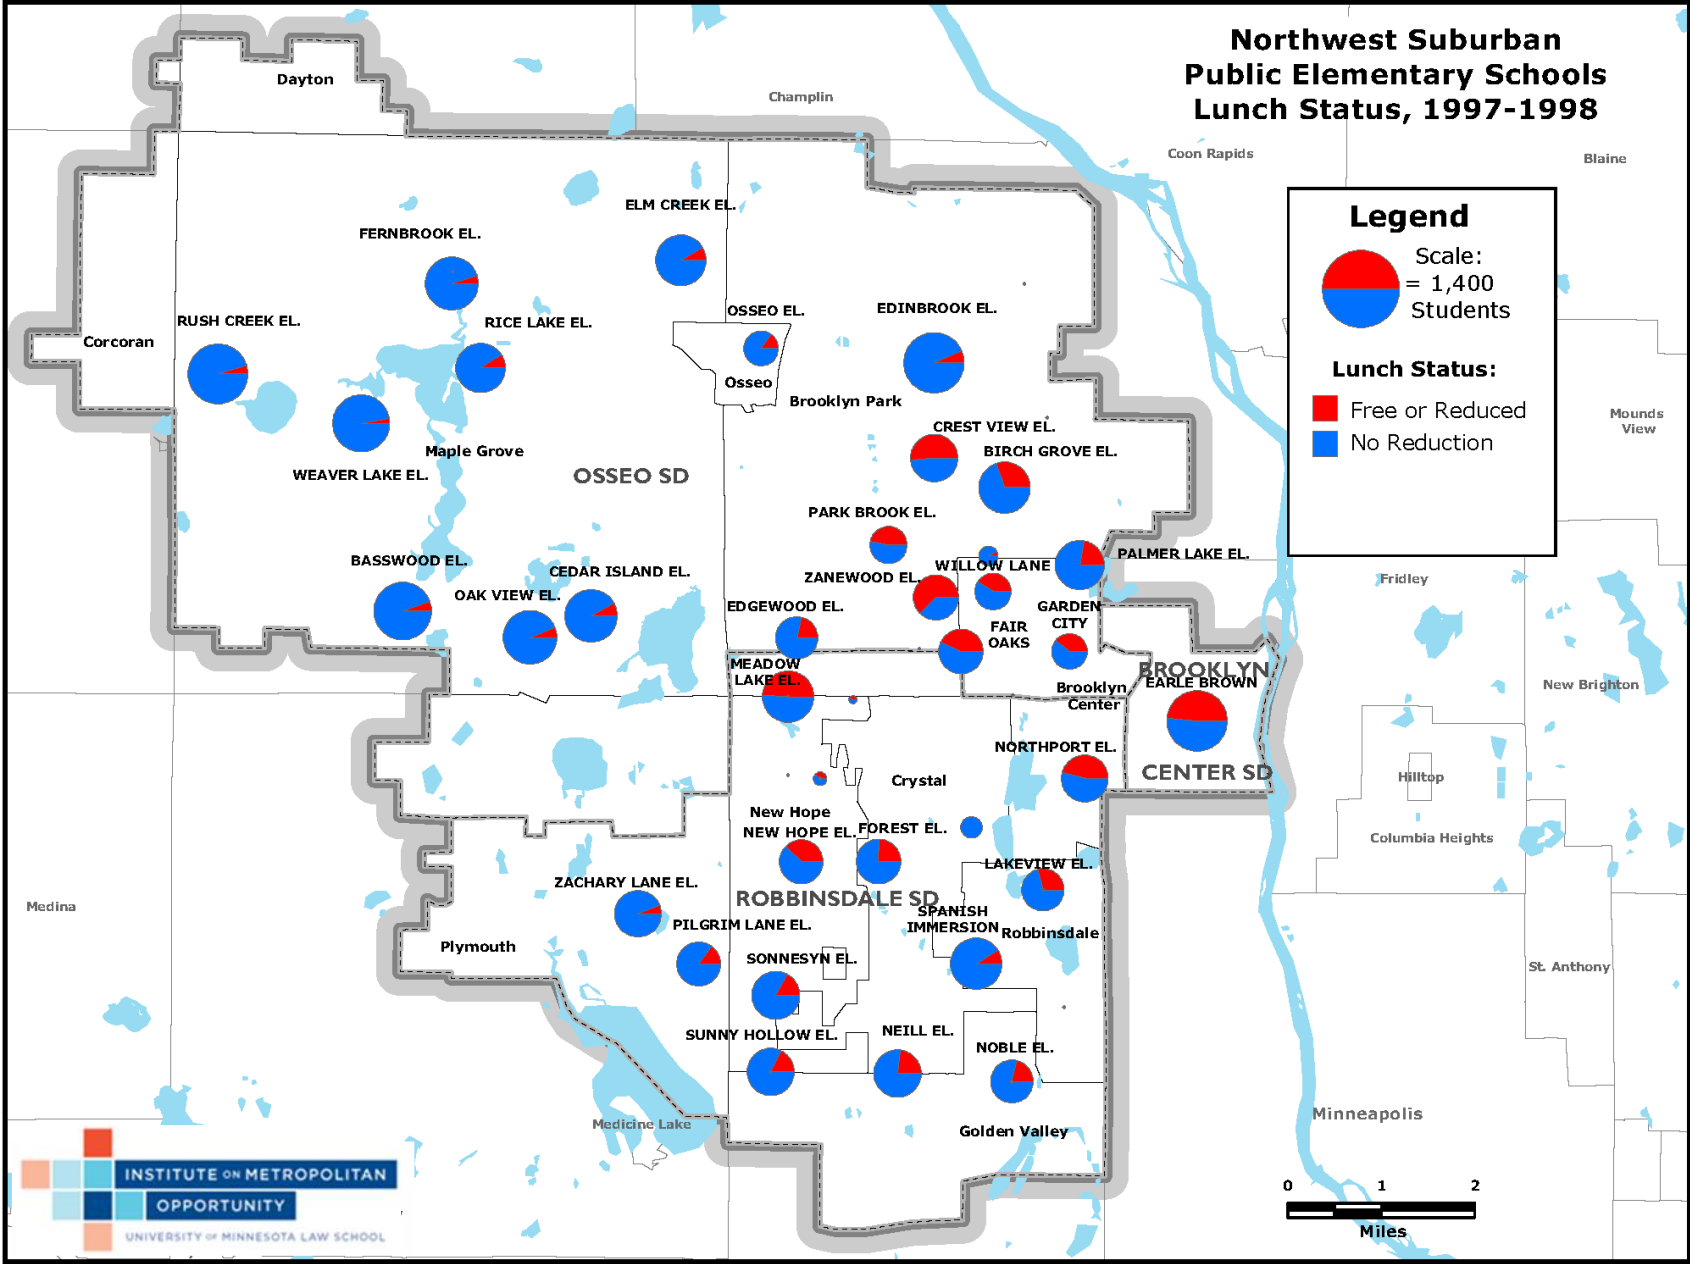 Northwest Suburban
Public Elementary Schools
Lunch Status, 1997-1998
Dayton
Champlin
Coon Rapids
Blaine
Legend
Scale:
= 1,400
Students
Lunch Status:
Free or Reduced
No Reduction
ELM CREEK EL.
FERNBROOK EL.
RUSH CREEK EL.
RICE LAKE EL.
OSSEO EL.
EDINBROOK EL.
Corcoran
Osseo
Brooklyn Park
Mounds
View
CREST VIEW EL.
BIRCH GROVE EL.
Maple Grove
WEAVER LAKE EL.
OSSEO SD
PARK BROOK EL.
PALMER LAKE EL.
BASSWOOD EL.
CEDAR ISLAND EL.
WILLOW LANE
ZANEWOOD EL.
Fridley
OAK VIEW EL.
EDGEWOOD EL.
GARDEN
CITY
FAIR
OAKS
MEADOW
LAKE EL.
BROOKLYN
EARLE BROWN
Brooklyn
Center
New Brighton
NORTHPORT EL.
CENTER SD
Crystal
Hilltop
New Hope
NEW HOPE EL.
FOREST EL.
Columbia Heights
LAKEVIEW EL.
ZACHARY LANE EL.
ROBBINSDALE SD
Medina
SPANISH
IMMERSION
PILGRIM LANE EL.
Robbinsdale
Plymouth
SONNESYN EL.
St. Anthony
SUNNY HOLLOW EL.
NEILL EL.
NOBLE EL.
Medicine Lake
Golden Valley
Minneapolis
INSTITUTE ON METROPOLITAN
OPPORTUNITY
UNIVERSITY OF MINNESOTA LAW SCHOOL
0 1 2
Miles